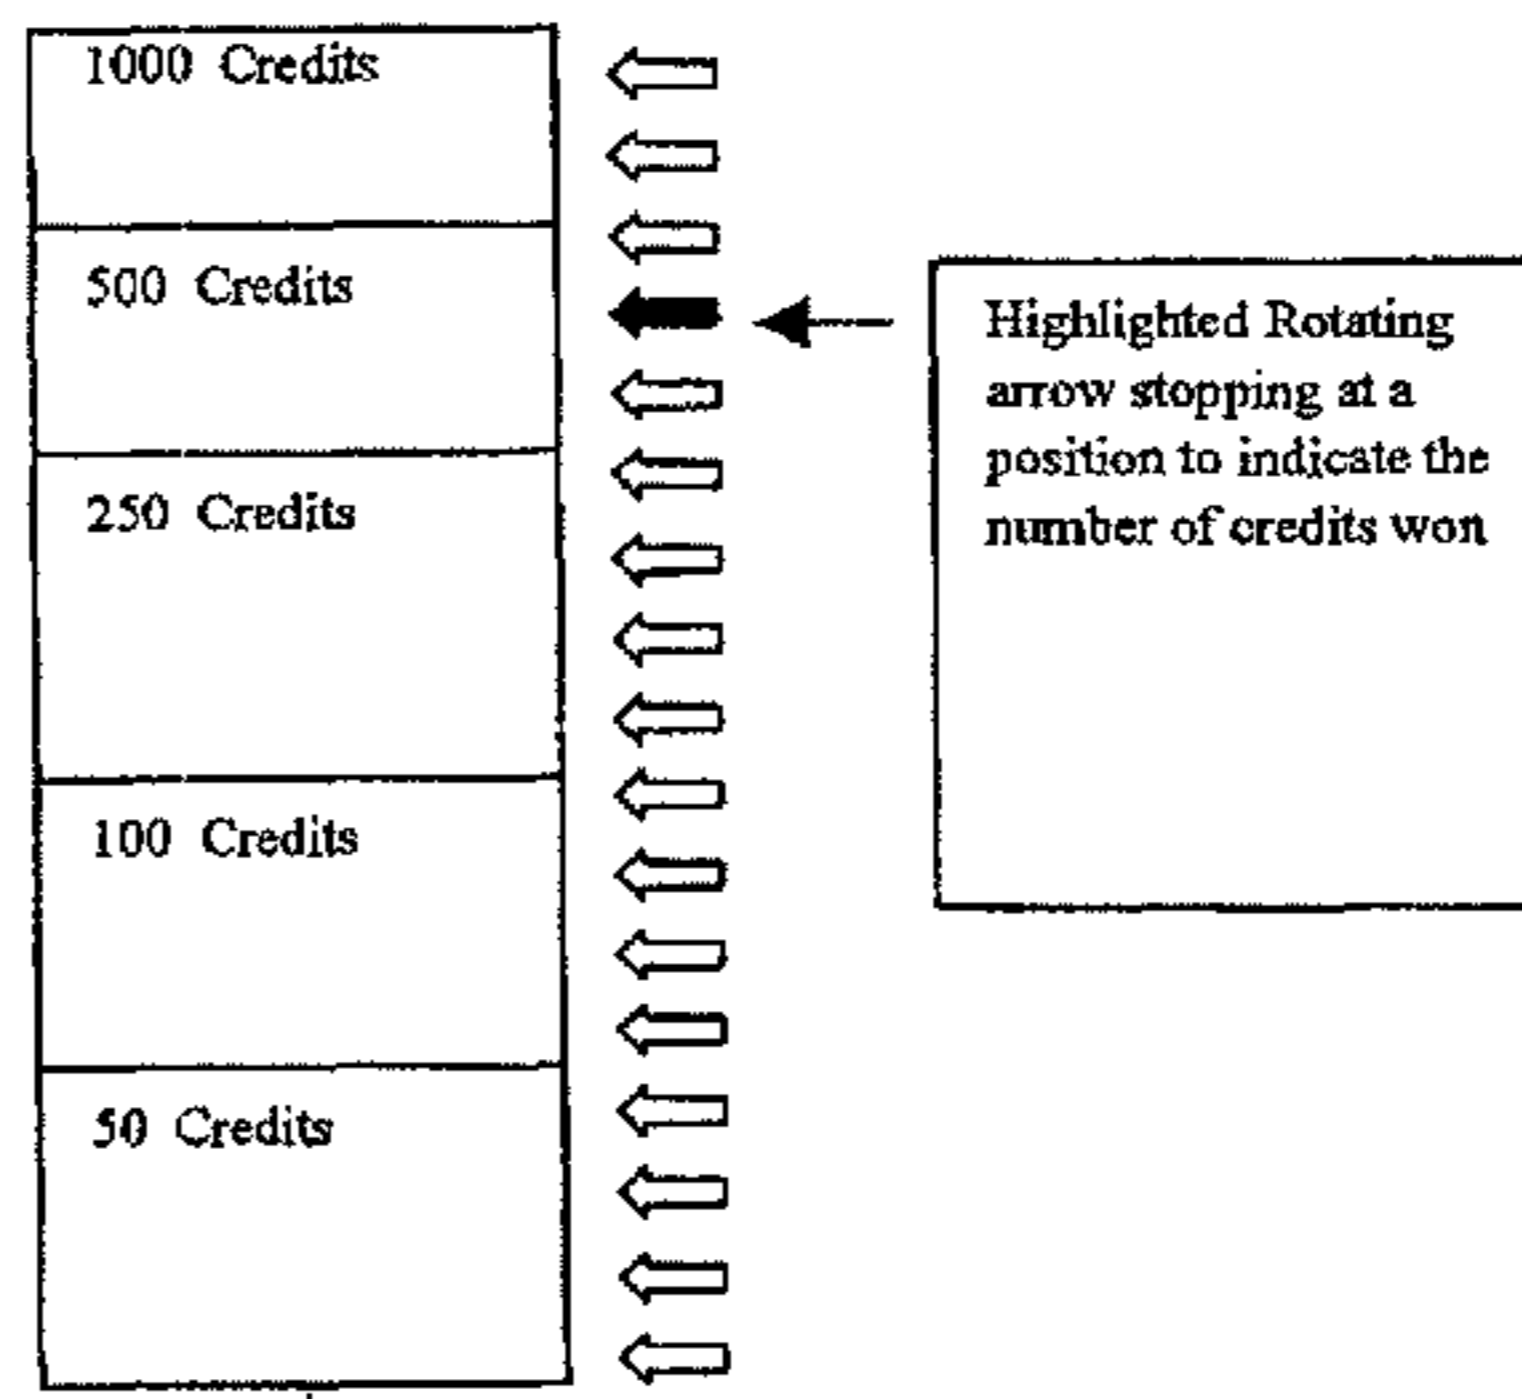 1000 Credits
500 Credits
250 Credits
100 Credits
50 Credits
Highlighted Rotating
arrow stopping at a
position to indicate the
number of credits won